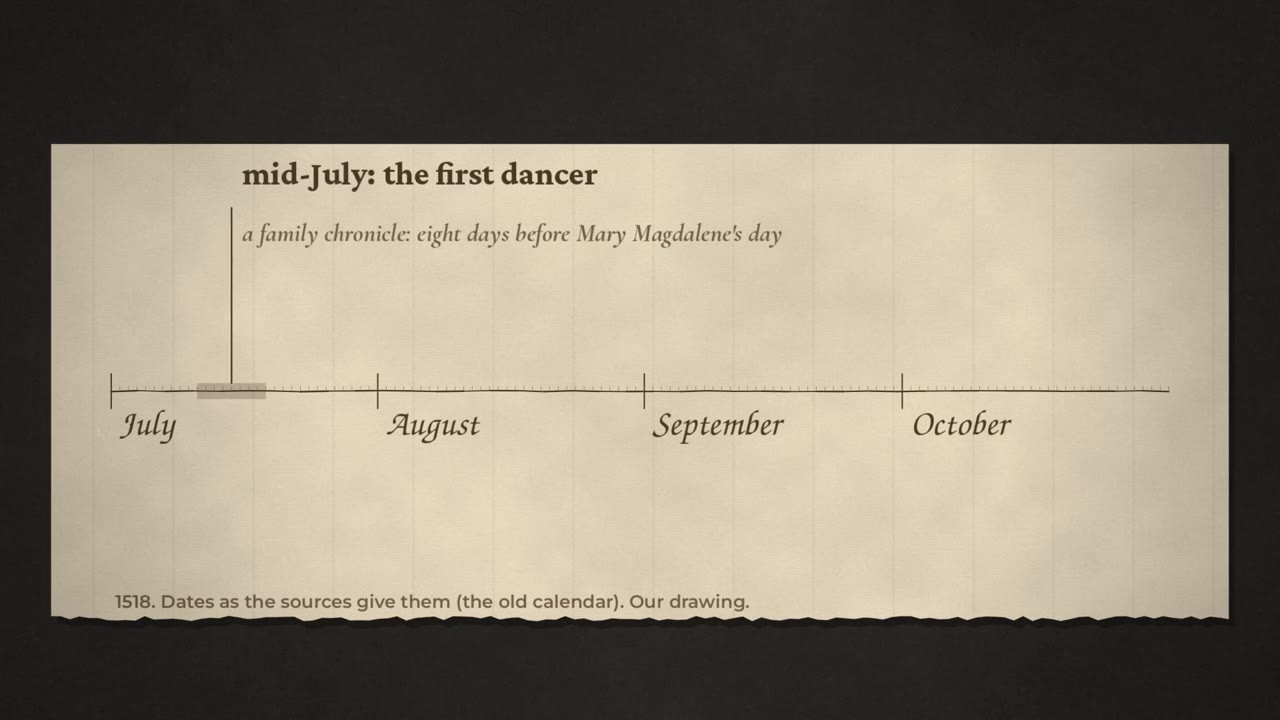 mid-July: the first dancer
a family chronicle: eight days before Mary Magdalene's day
July August September October
1518. Dates as the sources give them (the old calendar). Our drawing.